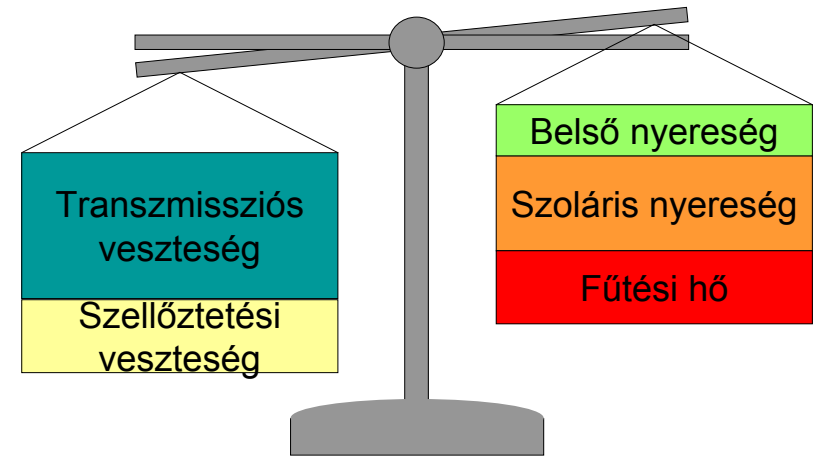 Transzmissziós
veszteség
Szellőztetési
veszteség
Belső nyereség
Szoláris nyereség
Fűtési hő